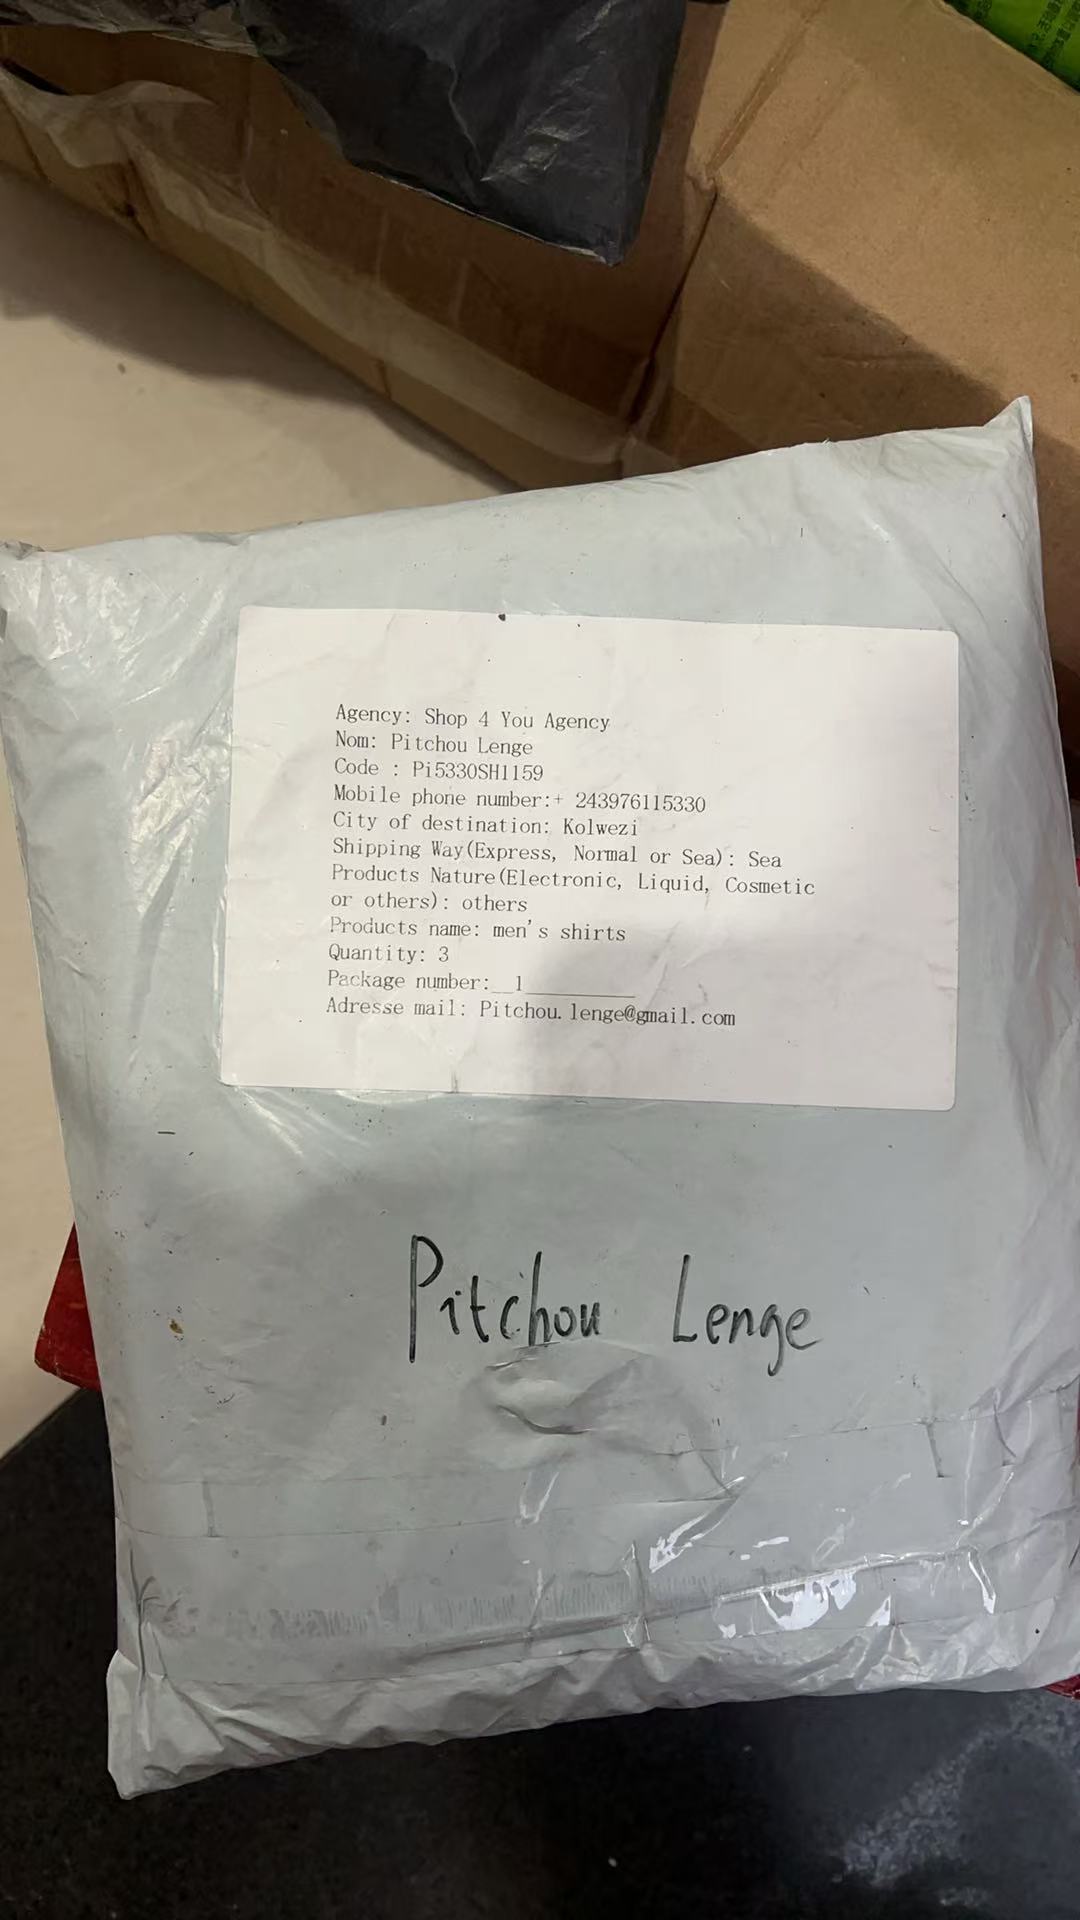 Agency: Shop 4 You Agency
Nom: Pitchou Lenge
Code : Pi5330SH1159
Mobile phone number:+ 243976115330
City of destination: Kolwezi
Shipping Way(Express, Normal or Sea): Sea
Products Nature(Electronic, Liquid, Cosmetic
or others): others
Products name: men's shirts
Quantity: 3
Package number:__1__________
Adresse mail: Pitchou.lenge@gmail.com
Pitchou Lenge